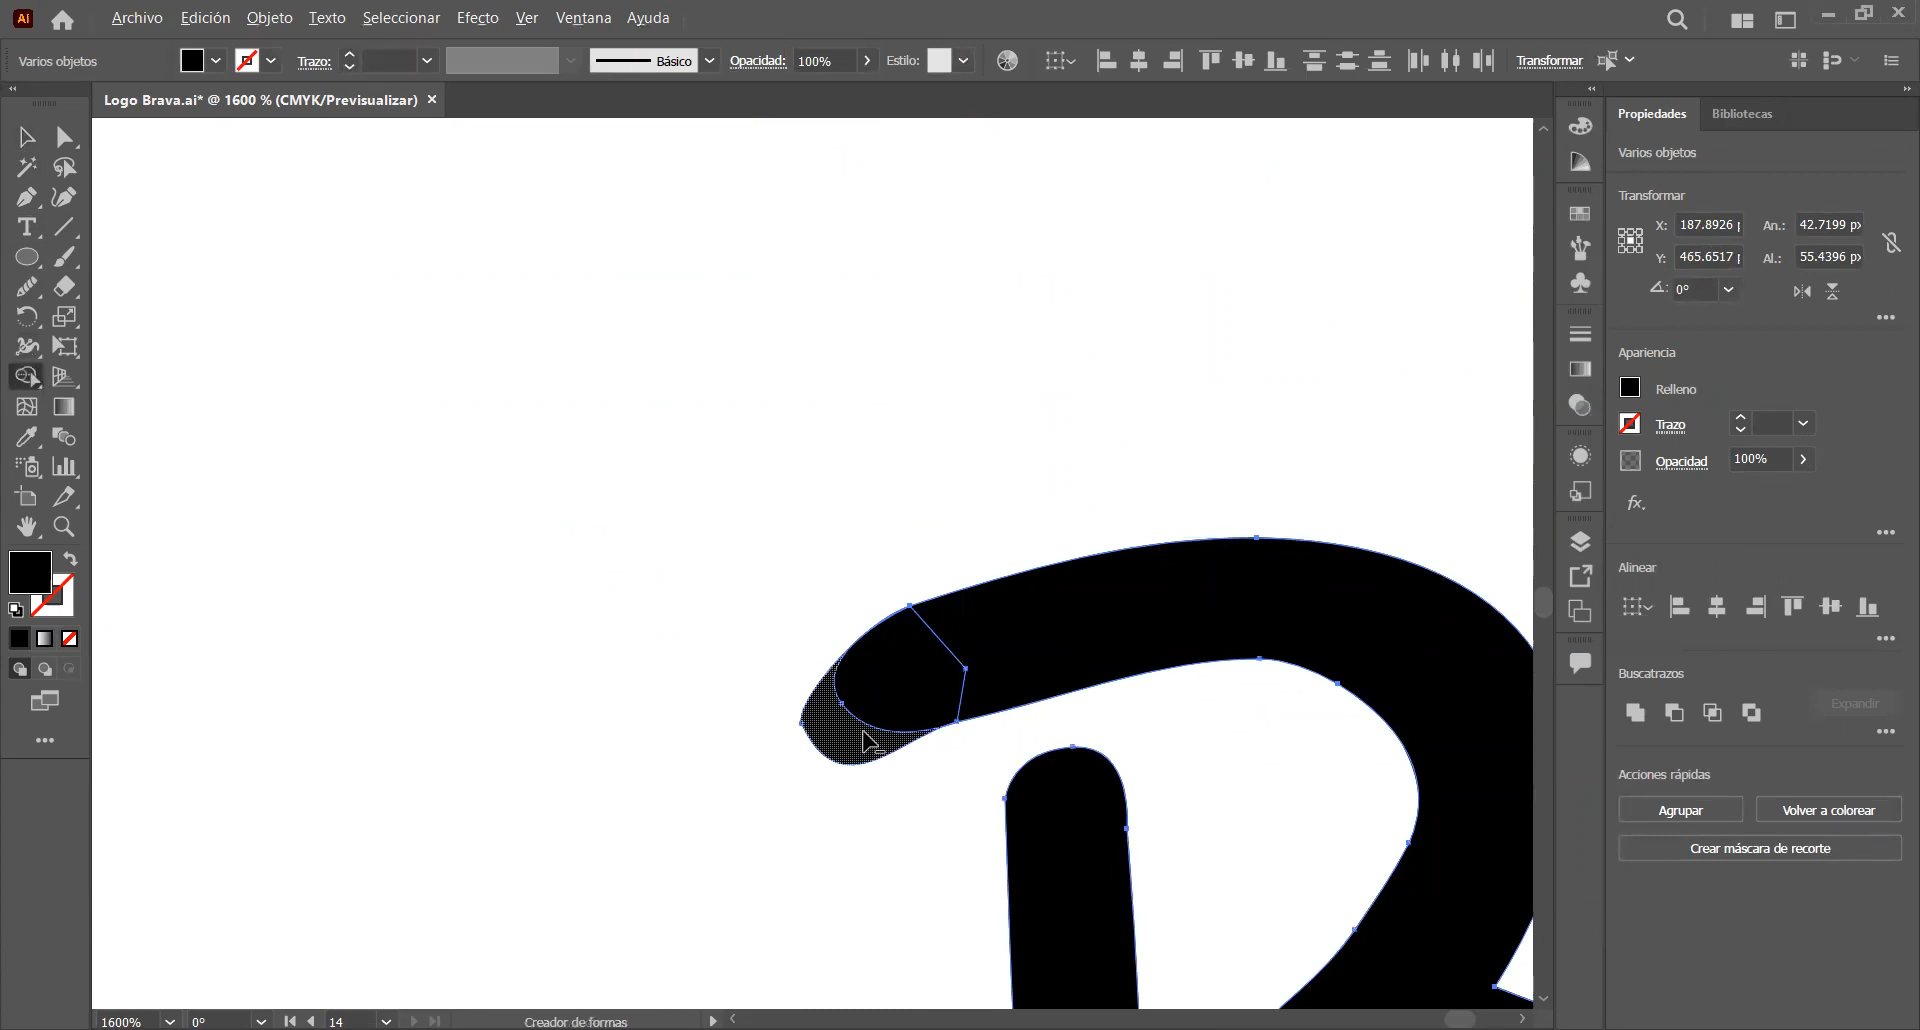 Ai Archivo Edición Objeto Texto Seleccionar Efecto Ver Ventana Ayuda
Varios objetos Trazo: Básico Opacidad: 100% Estilo: Transformar
Logo Brava.ai* @ 1600 % (CMYK/Previsualizar)
Propiedades Bibliotecas
Varios objetos
Transformar
X: 187.8926 An.: 42.7199 px
Y: 465.6517 Al.: 55.4396 px
0°
Apariencia
Relleno
Trazo
Opacidad 100%
fx.
Alinear
Buscatrazos
Expandir
Acciones rápidas
Agrupar Volver a colorear
Crear máscara de recorte
1600% 0° 14 Creador de formas